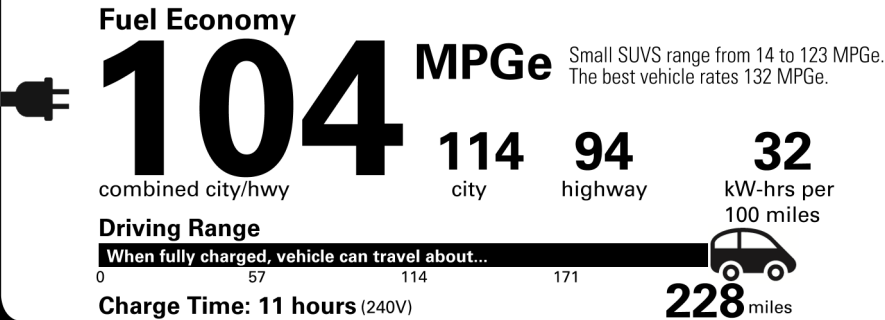 Fuel Economy
104 MPGe
combined city/hwy
Small SUVS range from 14 to 123 MPGe.
The best vehicle rates 132 MPGe.
114
city
94
highway
32
kW-hrs per
100 miles
Driving Range
When fully charged, vehicle can travel about...
0 57 114 171
228 miles
Charge Time: 11 hours (240V)